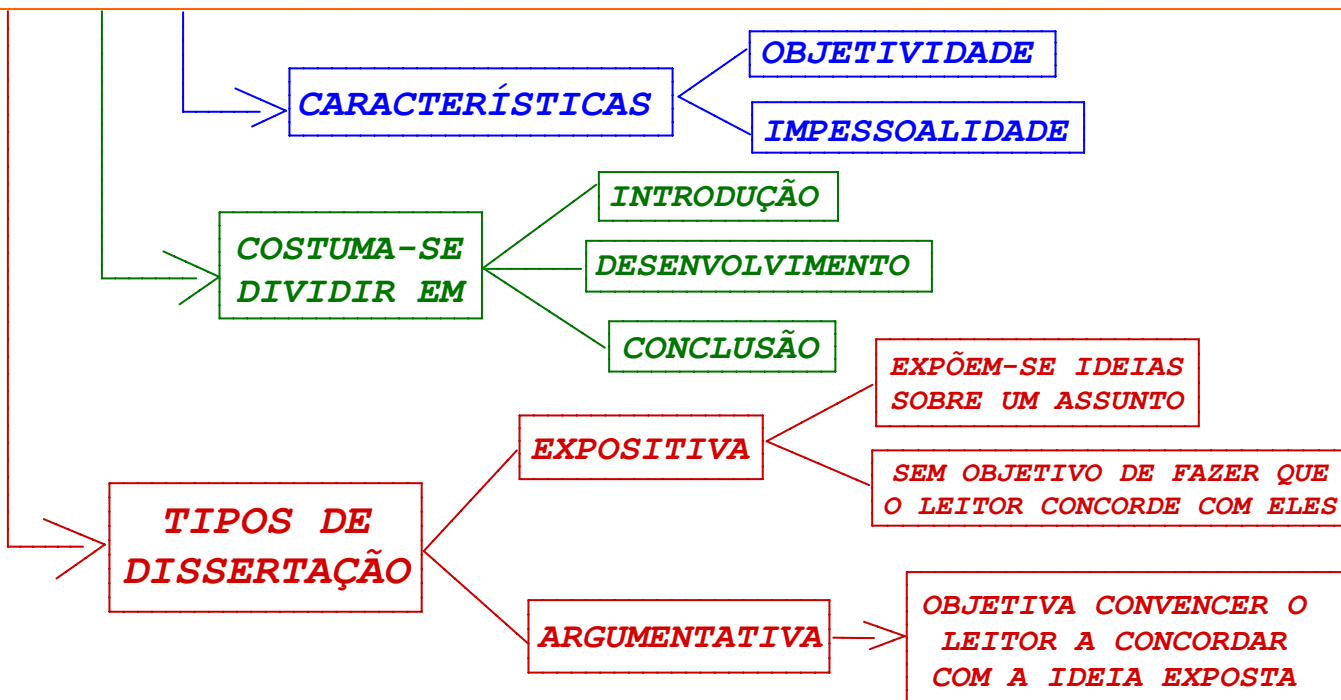 OBJETIVIDADE
CARACTERÍSTICAS
IMPESSOALIDADE
INTRODUÇÃO
COSTUMA-SE
DIVIDIR EM
DESENVOLVIMENTO
CONCLUSÃO
EXPÕEM-SE IDEIAS
SOBRE UM ASSUNTO
EXPOSITIVA
SEM OBJETIVO DE FAZER QUE
O LEITOR CONCORDE COM ELES
TIPOS DE
DISSERTAÇÃO
ARGUMENTATIVA
OBJETIVA CONVENCER O
LEITOR A CONCORDAR
COM A IDEIA EXPOSTA